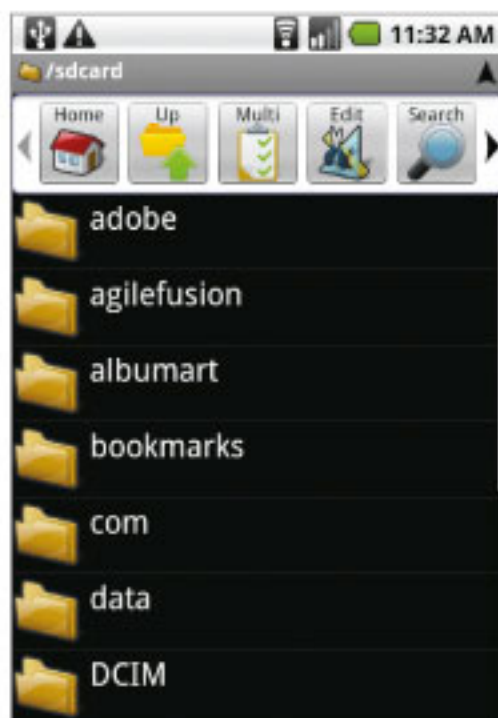 11:32 AM
/sdcard
Home Up Multi Edit Search
adobe
agilefusion
albumart
bookmarks
com
data
DCIM